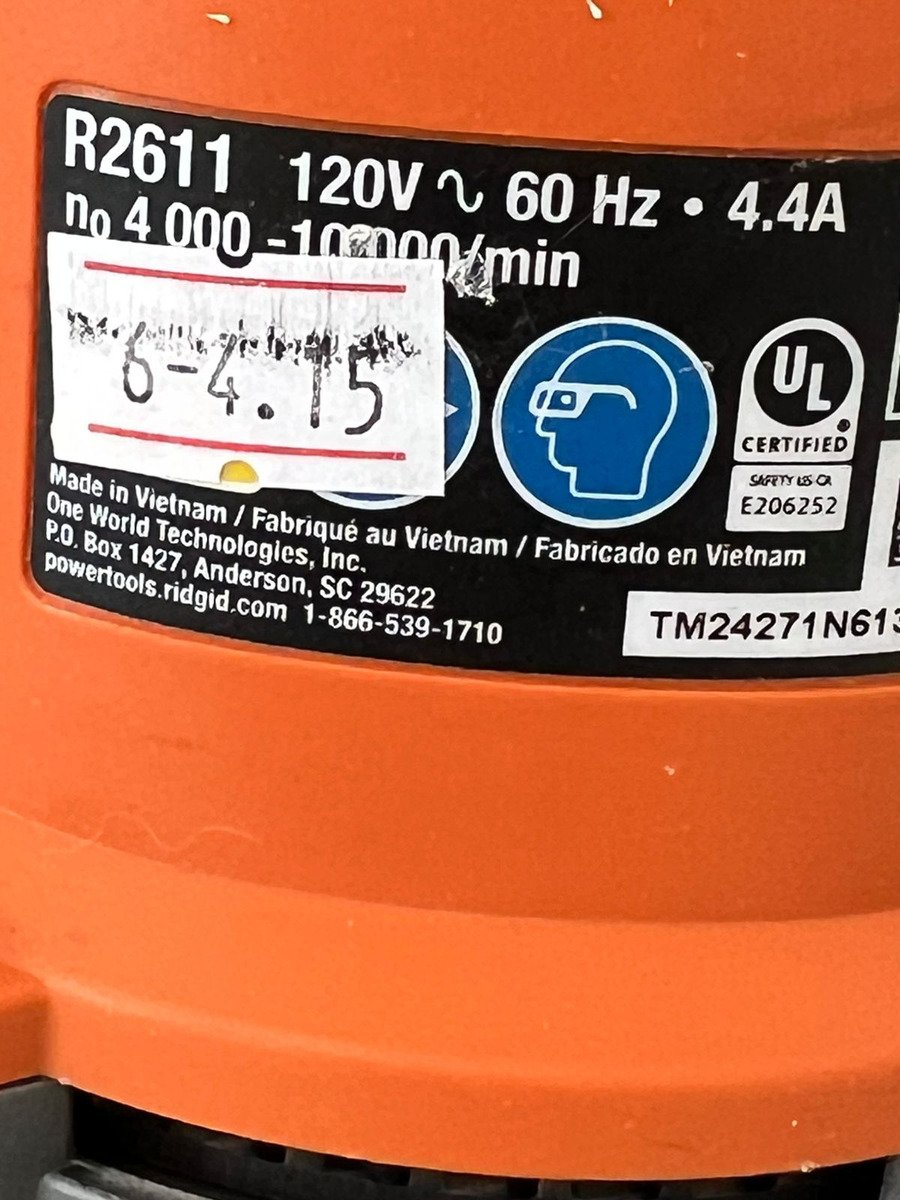 R2611 120V ∿ 60 Hz • 4.4A
no 4 000 -10 000/min
6-4.15
UL
CERTIFIED
SAFETY US CA
E206252
Made in Vietnam / Fabriqué au Vietnam / Fabricado en Vietnam
One World Technologies, Inc.
P.O. Box 1427, Anderson, SC 29622
powertools.ridgid.com 1-866-539-1710
TM24271N613